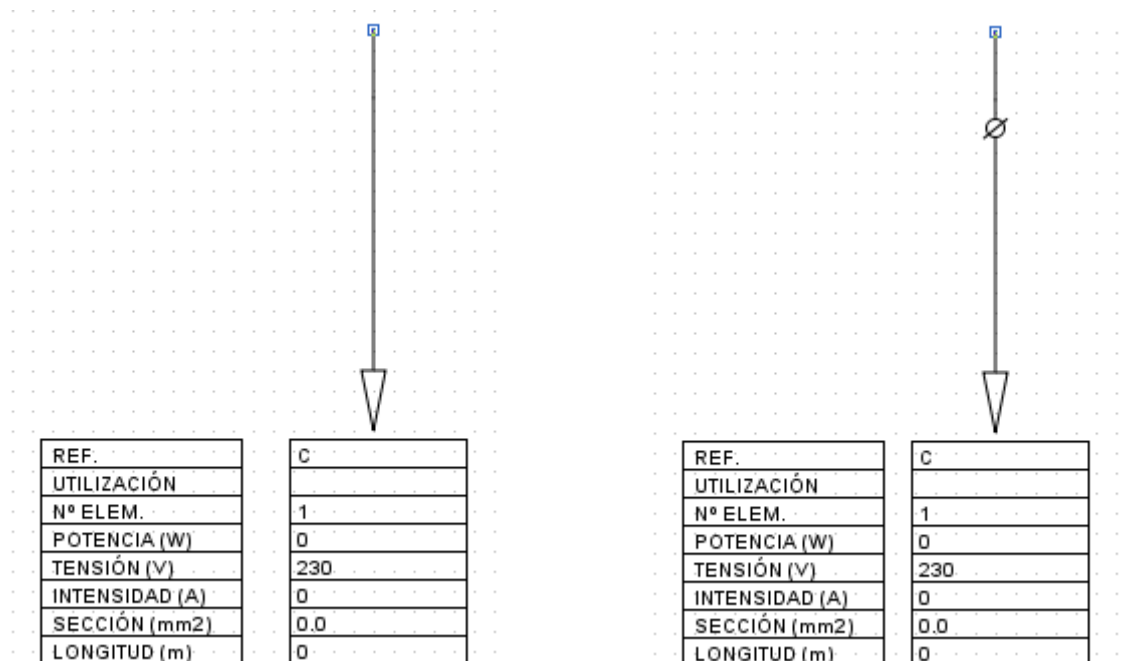 REF. C
UTILIZACIÓN
Nº ELEM. 1
POTENCIA (W) 0
TENSIÓN (V) 230
INTENSIDAD (A) 0
SECCIÓN (mm2) 0.0
LONGITUD (m) 0
REF. C
UTILIZACIÓN
Nº ELEM. 1
POTENCIA (W) 0
TENSIÓN (V) 230
INTENSIDAD (A) 0
SECCIÓN (mm2) 0.0
LONGITUD (m) 0